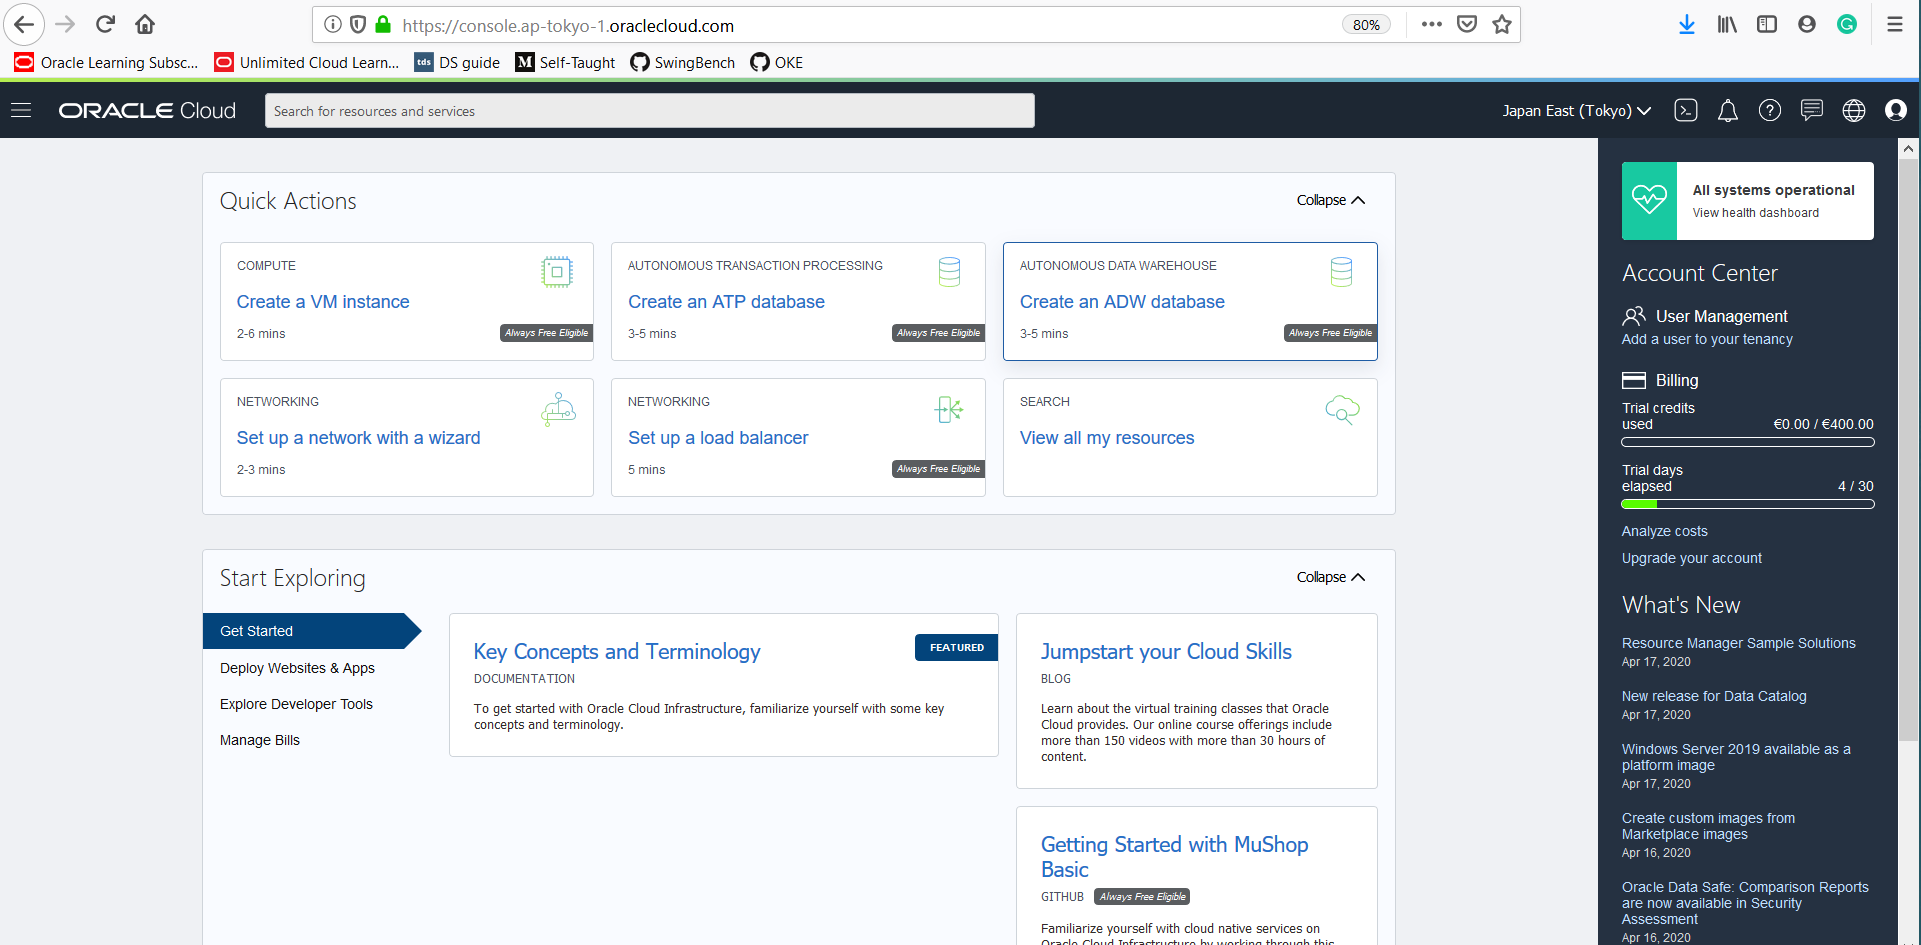 https://console.ap-tokyo-1.oraclecloud.com
80%
Oracle Learning Subsc...
Unlimited Cloud Learn...
tds DS guide
M Self-Taught
SwingBench
OKE
ORACLE Cloud
Search for resources and services
Japan East (Tokyo)
Quick Actions
Collapse
COMPUTE
Create a VM instance
2-6 mins
Always Free Eligible
AUTONOMOUS TRANSACTION PROCESSING
Create an ATP database
3-5 mins
Always Free Eligible
AUTONOMOUS DATA WAREHOUSE
Create an ADW database
3-5 mins
Always Free Eligible
NETWORKING
Set up a network with a wizard
2-3 mins
NETWORKING
Set up a load balancer
5 mins
Always Free Eligible
SEARCH
View all my resources
Start Exploring
Collapse
Get Started
Deploy Websites & Apps
Explore Developer Tools
Manage Bills
Key Concepts and Terminology
FEATURED
DOCUMENTATION
To get started with Oracle Cloud Infrastructure, familiarize yourself with some key
concepts and terminology.
Jumpstart your Cloud Skills
BLOG
Learn about the virtual training classes that Oracle
Cloud provides. Our online course offerings include
more than 150 videos with more than 30 hours of
content.
Getting Started with MuShop
Basic
GITHUB Always Free Eligible
Familiarize yourself with cloud native services on
Oracle Cloud Infrastructure by working through this
All systems operational
View health dashboard
Account Center
User Management
Add a user to your tenancy
Billing
Trial credits
used €0.00 / €400.00
Trial days
elapsed 4 / 30
Analyze costs
Upgrade your account
What's New
Resource Manager Sample Solutions
Apr 17, 2020
New release for Data Catalog
Apr 17, 2020
Windows Server 2019 available as a
platform image
Apr 17, 2020
Create custom images from
Marketplace images
Apr 16, 2020
Oracle Data Safe: Comparison Reports
are now available in Security
Assessment
Apr 16, 2020